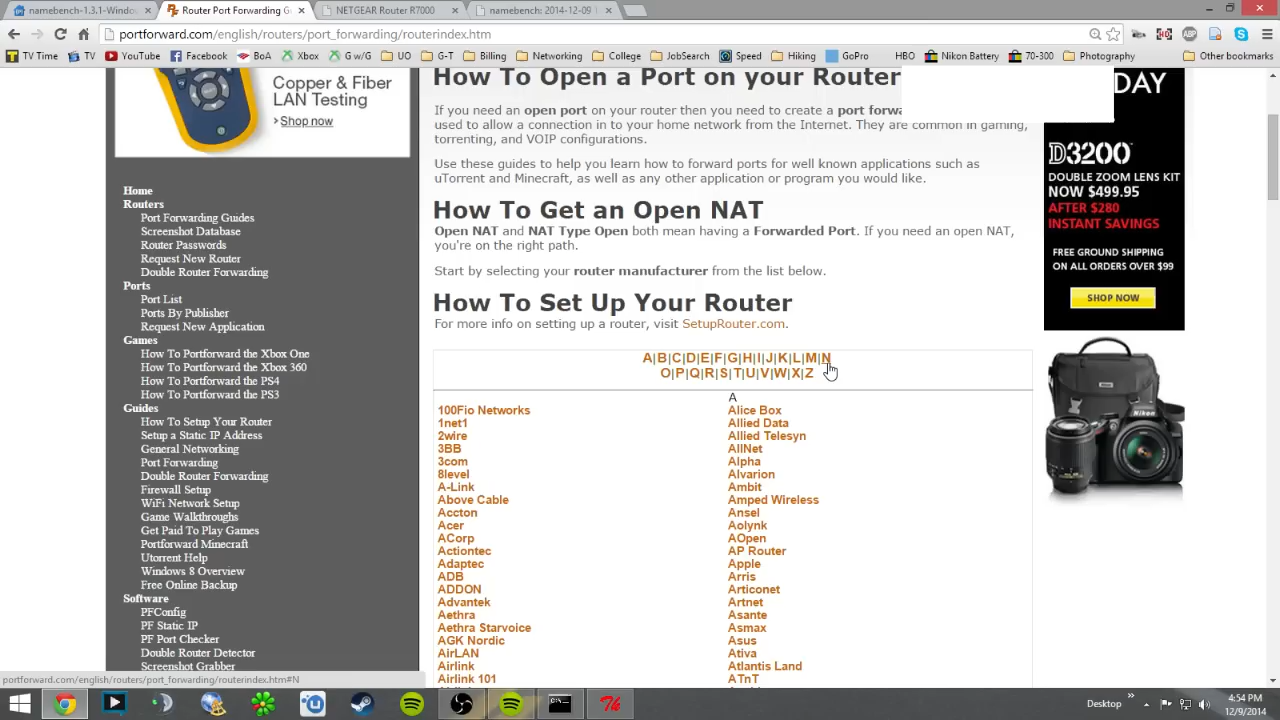 namebench-1.3.1-Windo
Router Port Forwarding G
NETGEAR Router R7000
namebench: 2014-12-09
portforward.com/english/routers/port_forwarding/routerindex.htm
TV Time
TV
YouTube
Facebook
BoA
Xbox
G w/G
UO
G-T
Billing
Networking
College
JobSearch
Speed
Hiking
GoPro
HBO
Nikon Battery
70-300
Portable
Other bookmarks
Copper & Fiber
LAN Testing
> Shop now
Home
Routers
Port Forwarding Guides
Screenshot Database
Router Passwords
Request New Router
Double Router Forwarding
Ports
Port List
Ports By Publisher
Request New Application
Games
How To Portforward the Xbox One
How To Portforward the Xbox 360
How To Portforward the PS4
How To Portforward the PS3
Guides
How To Setup Your Router
Setup a Static IP Address
General Networking
Port Forwarding
Double Router Forwarding
Firewall Setup
WiFi Network Setup
Game Walkthroughs
Get Paid To Play Games
Portforward Minecraft
Utorrent Help
Windows 8 Overview
Free Online Backup
Software
PFConfig
PF Static IP
PF Port Checker
Double Router Detector
Screenshot Grabber
How To Open a Port on your Router
If you need an open port on your router then you need to create a port forwa
used to allow a connection in to your home network from the Internet. They are common in gaming,
torrenting, and VOIP configurations.
Use these guides to help you learn how to forward ports for well known applications such as
uTorrent and Minecraft, as well as any other application or program you would like.
How To Get an Open NAT
Open NAT and NAT Type Open both mean having a Forwarded Port. If you need an open NAT,
you're on the right path.
Start by selecting your router manufacturer from the list below.
How To Set Up Your Router
For more info on setting up a router, visit SetupRouter.com.
A|B|C|D|E|F|G|H|I|J|K|L|M|N
O|P|Q|R|S|T|U|V|W|X|Z
A
100Fio Networks
1net1
2wire
3BB
3com
8level
A-Link
Above Cable
Accton
Acer
ACorp
Actiontec
Adaptec
ADB
ADDON
Advantek
Aethra
Aethra Starvoice
AGK Nordic
AirLAN
Airlink
Airlink 101
Alice Box
Allied Data
Allied Telesyn
AllNet
Alpha
Alvarion
Ambit
Amped Wireless
Ansel
Aolynk
AOpen
AP Router
Apple
Arris
Articonet
Artnet
Asante
Asmax
Asus
Ativa
Atlantis Land
ATnT
DAY
D3200
DOUBLE ZOOM LENS KIT
NOW $499.95
AFTER $280
INSTANT SAVINGS
FREE GROUND SHIPPING
ON ALL ORDERS OVER $99
SHOP NOW
Nikon
portforward.com/english/routers/port_forwarding/routerindex.htm#N
Desktop
4:54 PM
12/9/2014